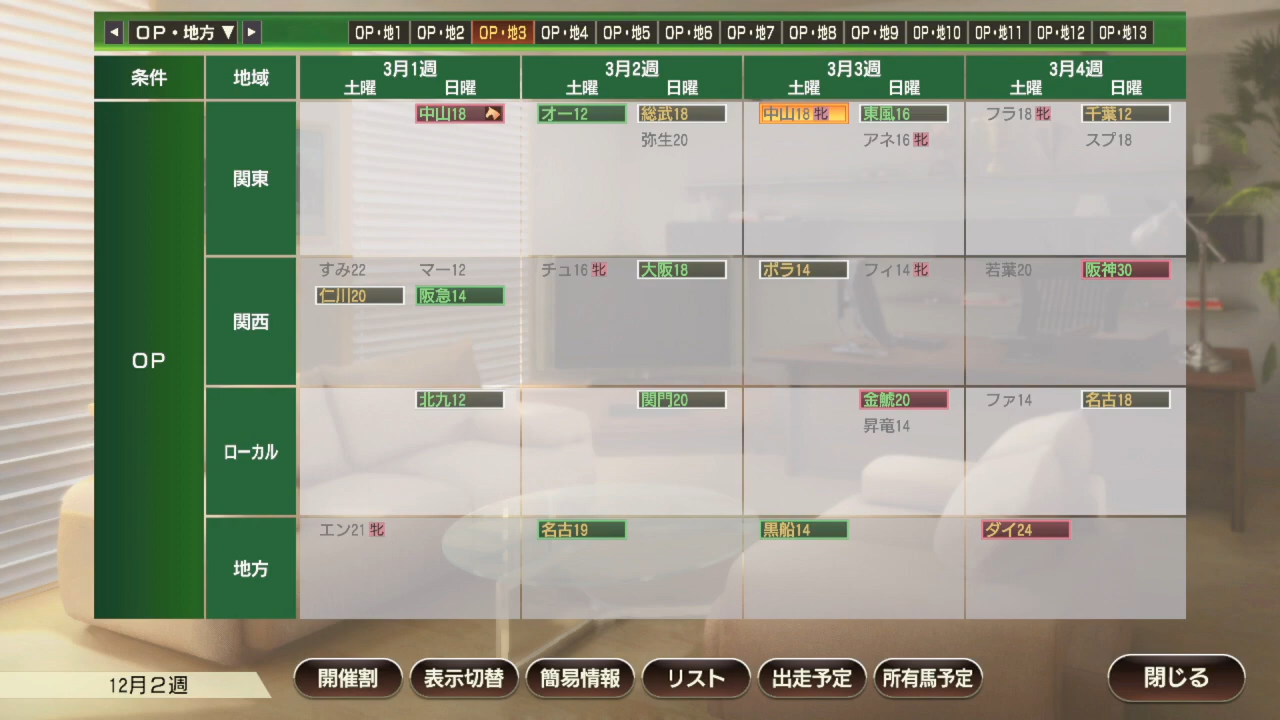 ◀ OP・地方▼ ▶ OP・地1 OP・地2 OP・地3 OP・地4 OP・地5 OP・地6 OP・地7 OP・地8 OP・地9 OP・地10 OP・地11 OP・地12 OP・地13
条件 地域 3月1週 3月2週 3月3週 3月4週
土曜 日曜 土曜 日曜 土曜 日曜 土曜 日曜
中山18 オー12 総武18 中山18 牝 東風16 フラ18 牝 千葉12
弥生20 アネ16 牝 スプ18
関東
すみ22 マー12 チュ16 牝 大阪18 ポラ14 フィ14 牝 若葉20 阪神30
仁川20 阪急14
関西
OP
北九12 関門20 金鯱20 ファ14 名古18
昇竜14
ローカル
エン21 牝 名古19 黒船14 ダイ24
地方
12月2週 開催割 表示切替 簡易情報 リスト 出走予定 所有馬予定 閉じる